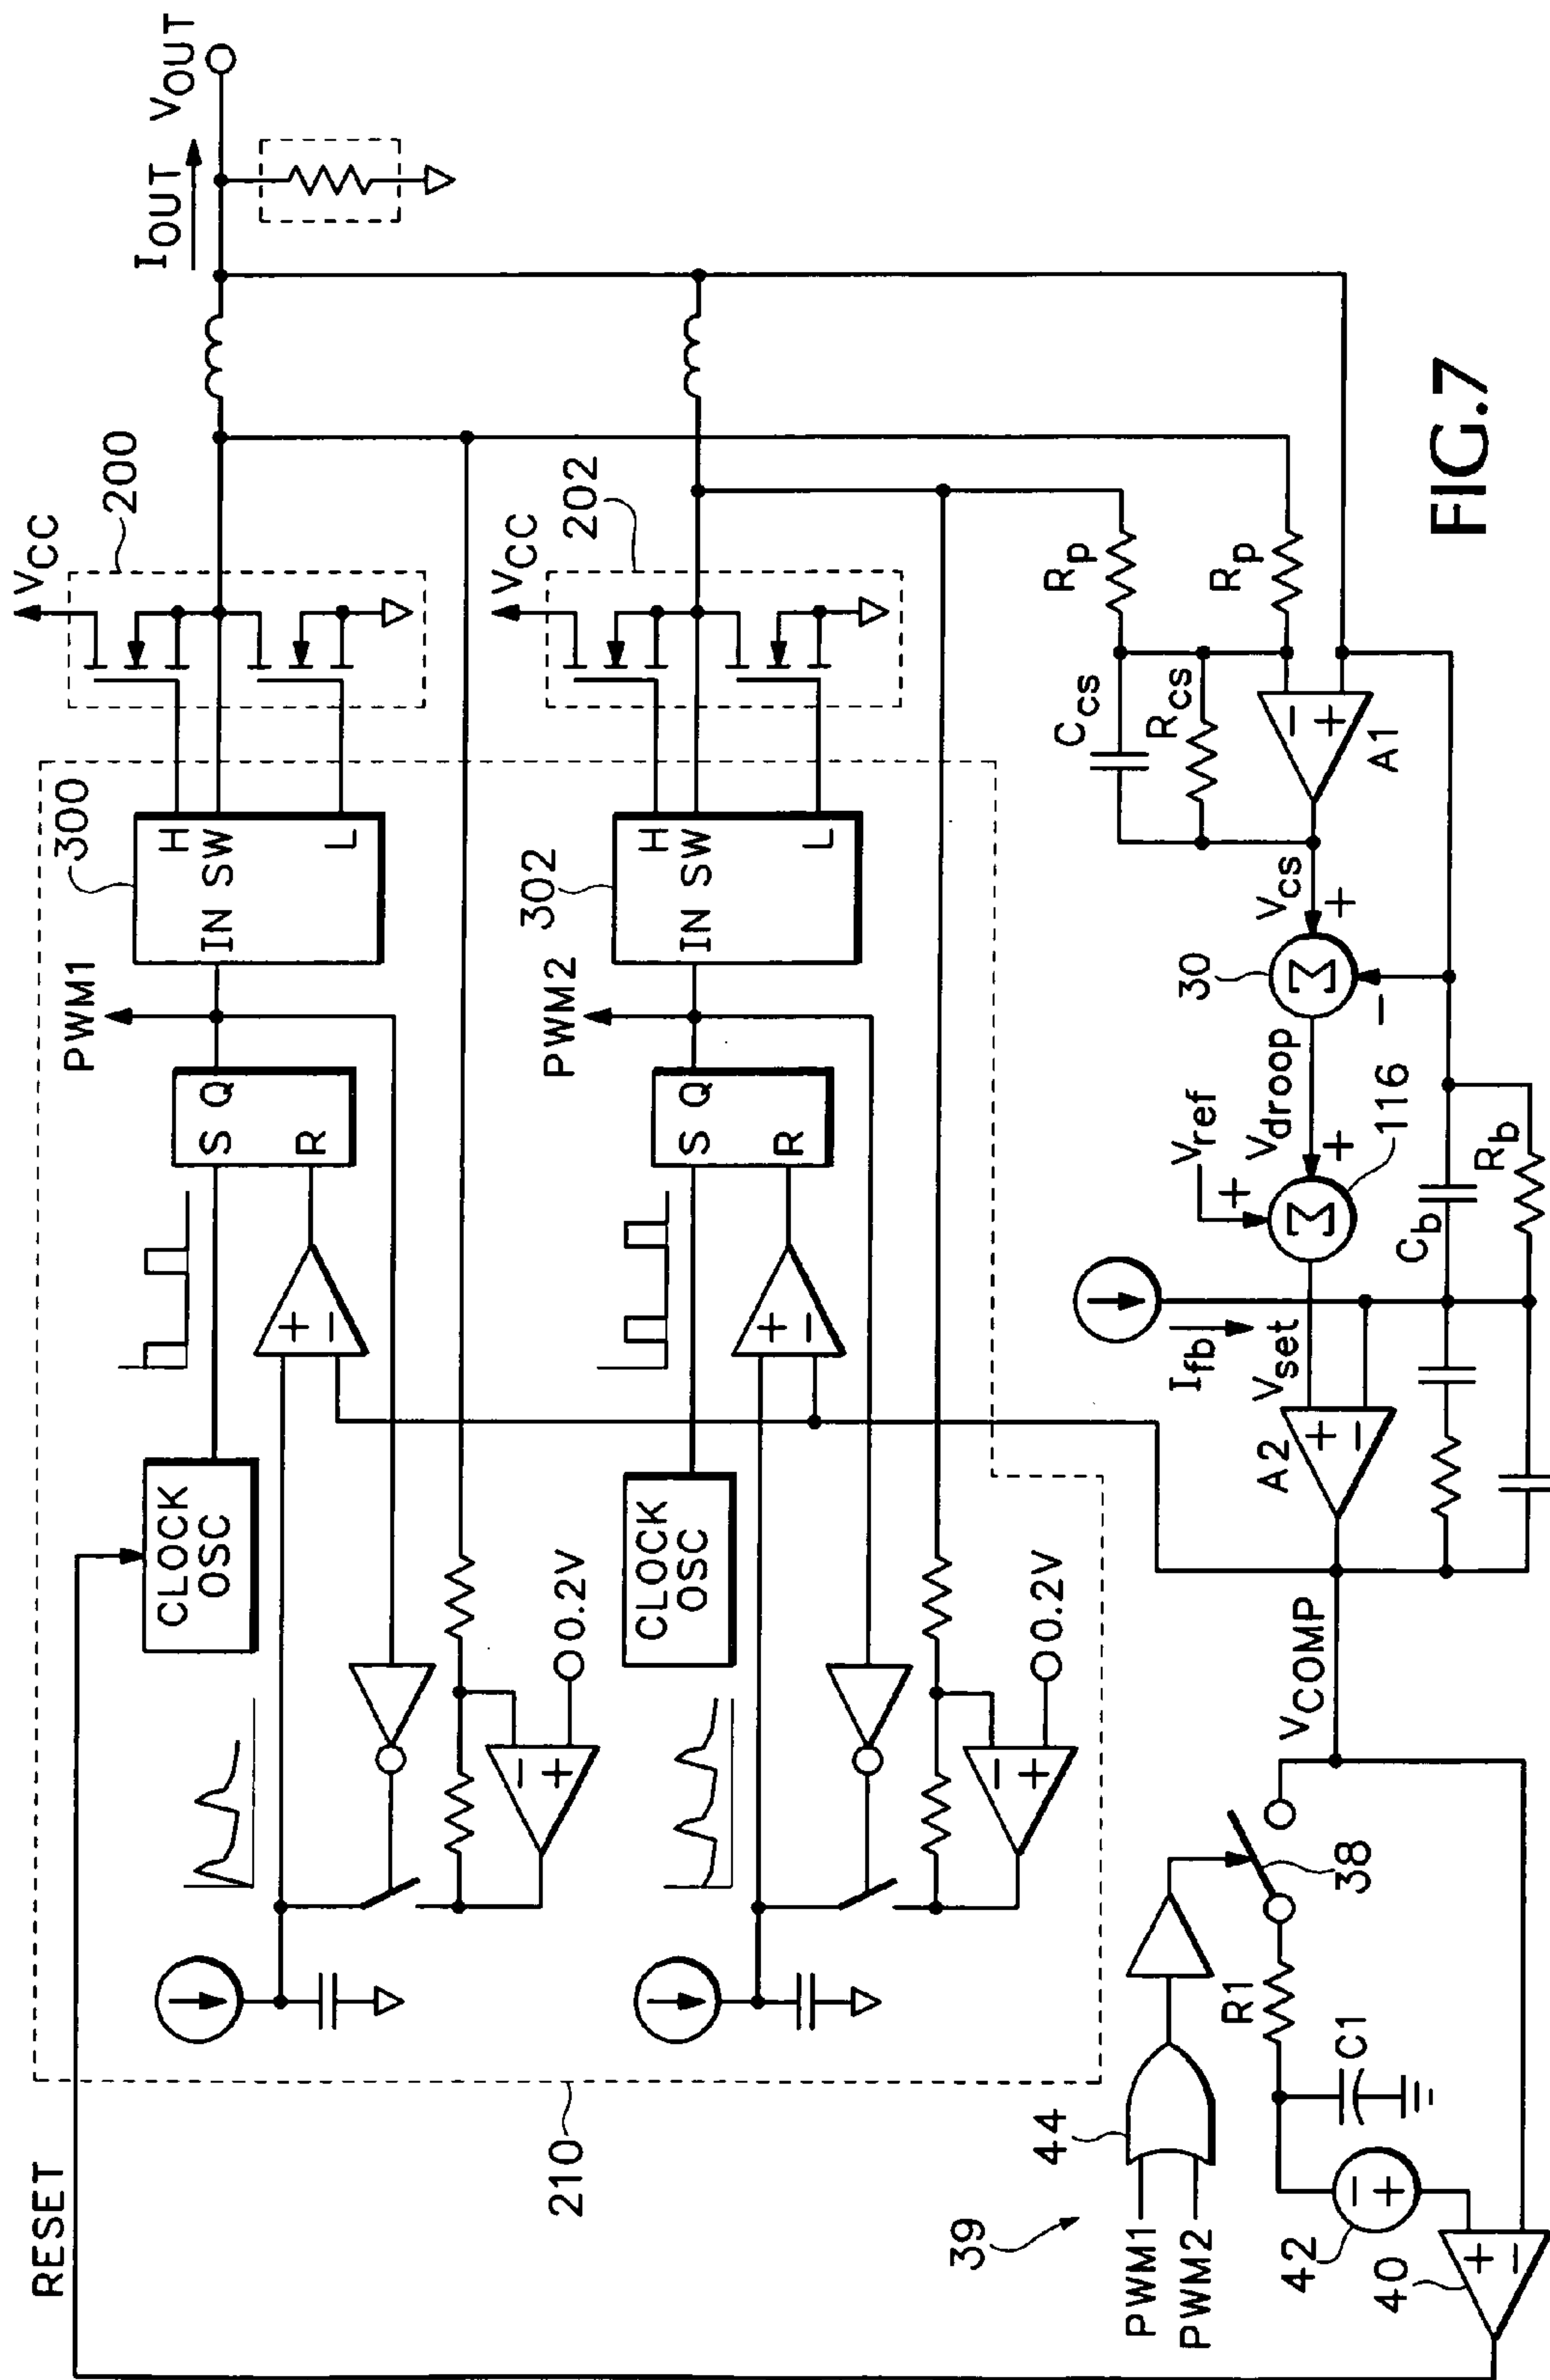 RESET
210
CLOCK
OSC
S Q
R
PWM1
300
H
IN SW
L
VCC
200
IOUT VOUT
+
−
−
+
0.2V
CLOCK
OSC
S Q
R
PWM2
302
H
IN SW
L
VCC
202
+
−
−
+
0.2V
39
PWM1
PWM2
44
42
−
+
40
+
−
C1
R1
38
VCOMP
A2
+
−
Ifb
Vset
Vref
+
116
Σ
+
Vdroop
Cb
Rb
30
Σ
−
+
Vcs
Ccs
Rcs
A1
−
+
Rp
Rp
FIG.7